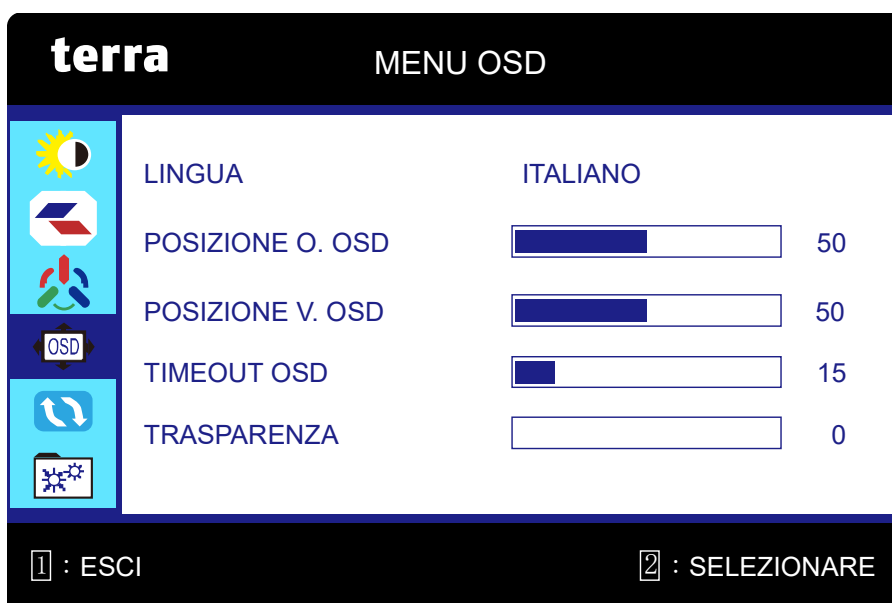 terra MENU OSD
LINGUA ITALIANO
POSIZIONE O. OSD 50
POSIZIONE V. OSD 50
OSD
TIMEOUT OSD 15
TRASPARENZA 0
1 : ESCI 2 : SELEZIONARE